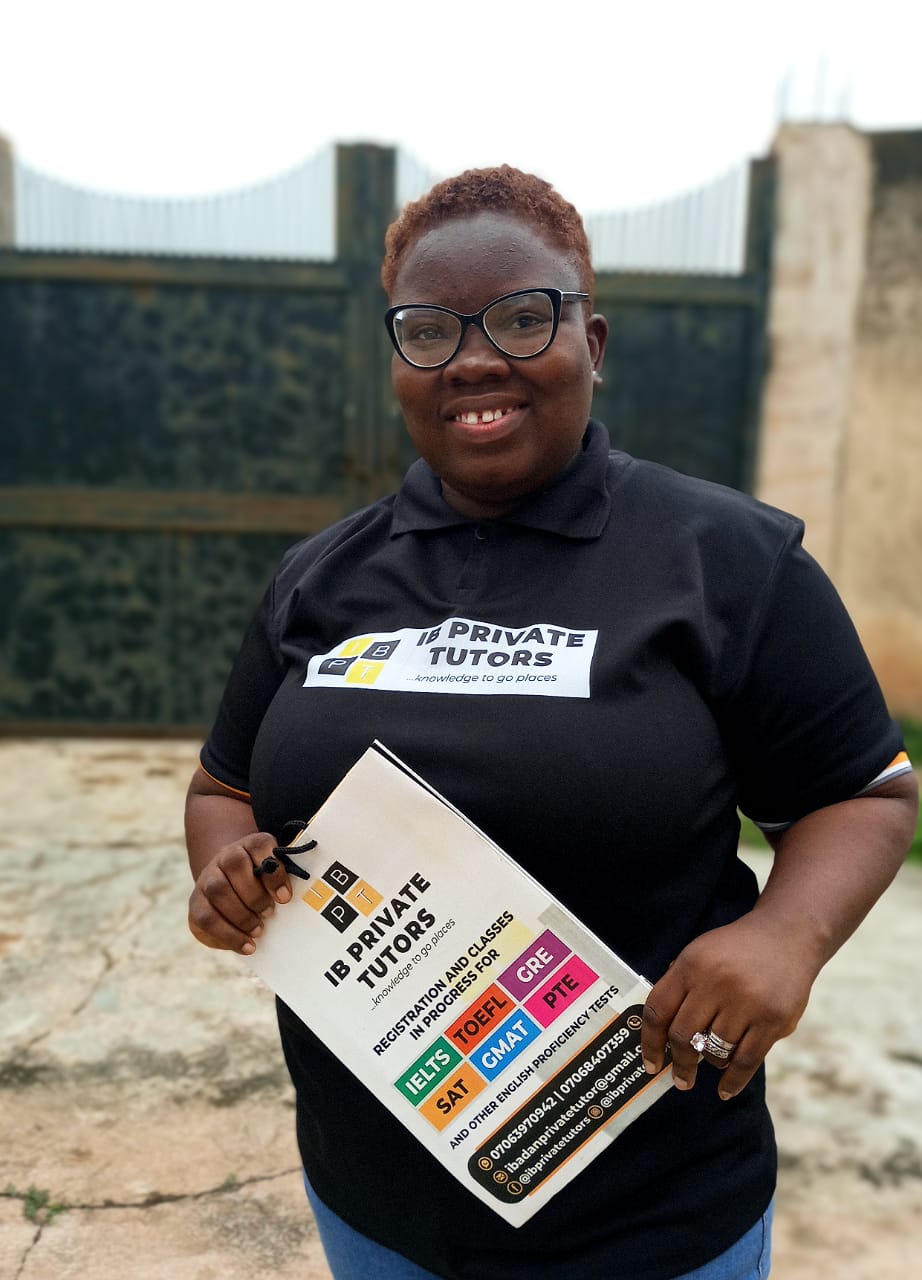 I B
P T
IB PRIVATE
TUTORS
...knowledge to go places
I B
P T
IB PRIVATE
TUTORS
...knowledge to go places
REGISTRATION AND CLASSES
IN PROGRESS FOR
IELTS TOEFL GRE
SAT GMAT PTE
AND OTHER ENGLISH PROFICIENCY TESTS
07063970942 | 07068407359
ibadanprivatetutor@gmail.c
@ibprivatetutors @ibprivate